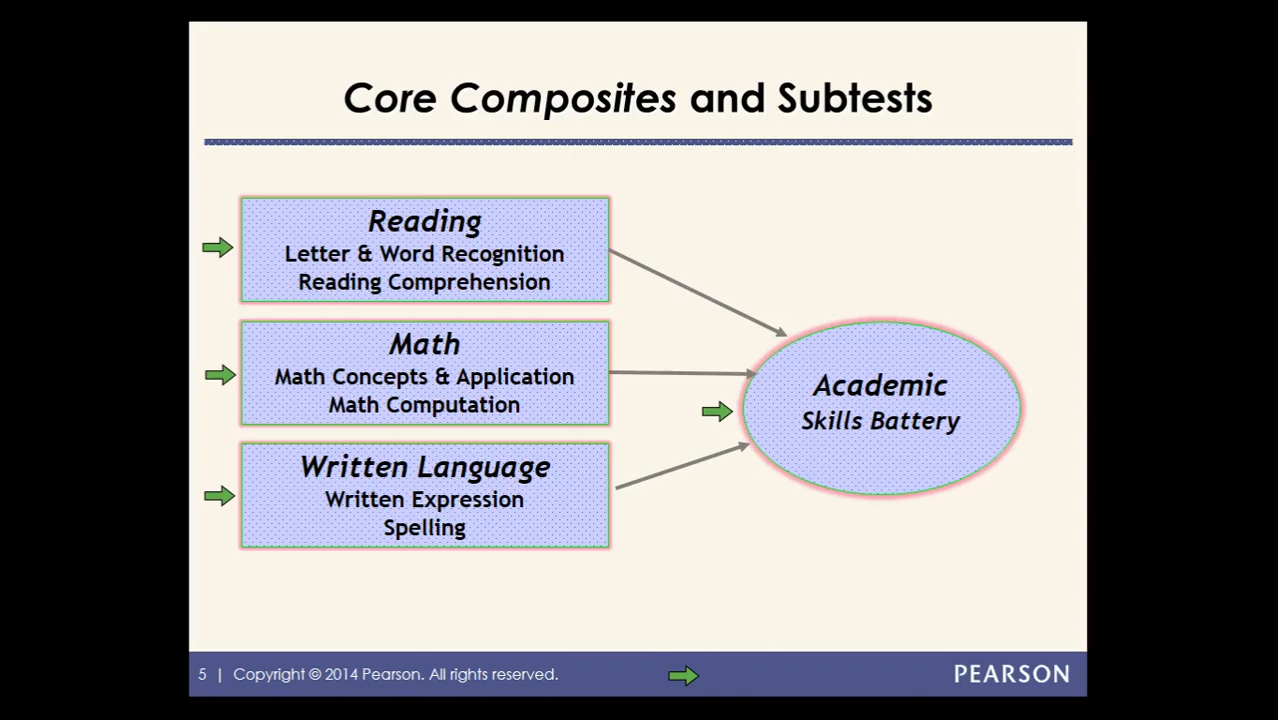 Core Composites and Subtests
Reading
Letter & Word Recognition
Reading Comprehension
Math
Math Concepts & Application
Math Computation
Written Language
Written Expression
Spelling
Academic
Skills Battery
5 | Copyright © 2014 Pearson. All rights reserved.
PEARSON